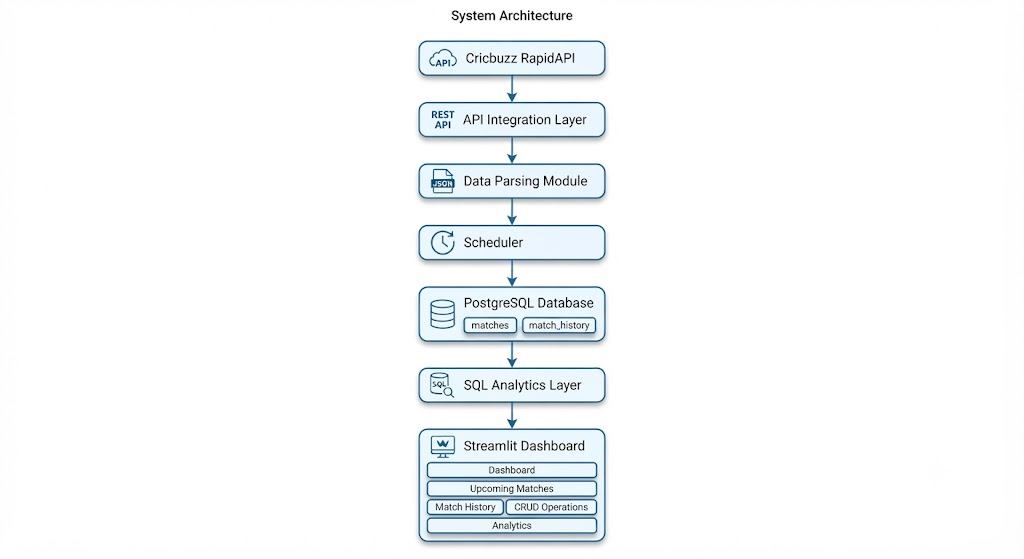 System Architecture
API Cricbuzz RapidAPI
REST API API Integration Layer
JSON Data Parsing Module
Scheduler
PostgreSQL Database
matches match_history
SQL SQL Analytics Layer
Streamlit Dashboard
Dashboard
Upcoming Matches
Match History CRUD Operations
Analytics